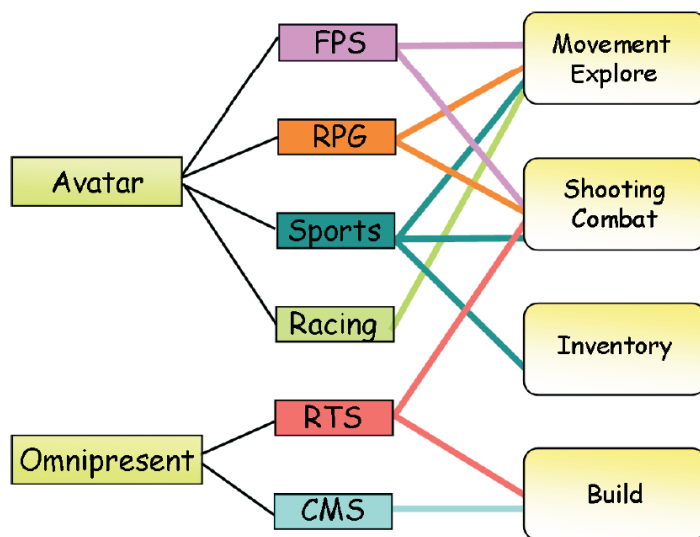 FPS
Movement
Explore
RPG
Avatar
Shooting
Combat
Sports
Racing
Inventory
RTS
Omnipresent
Build
CMS